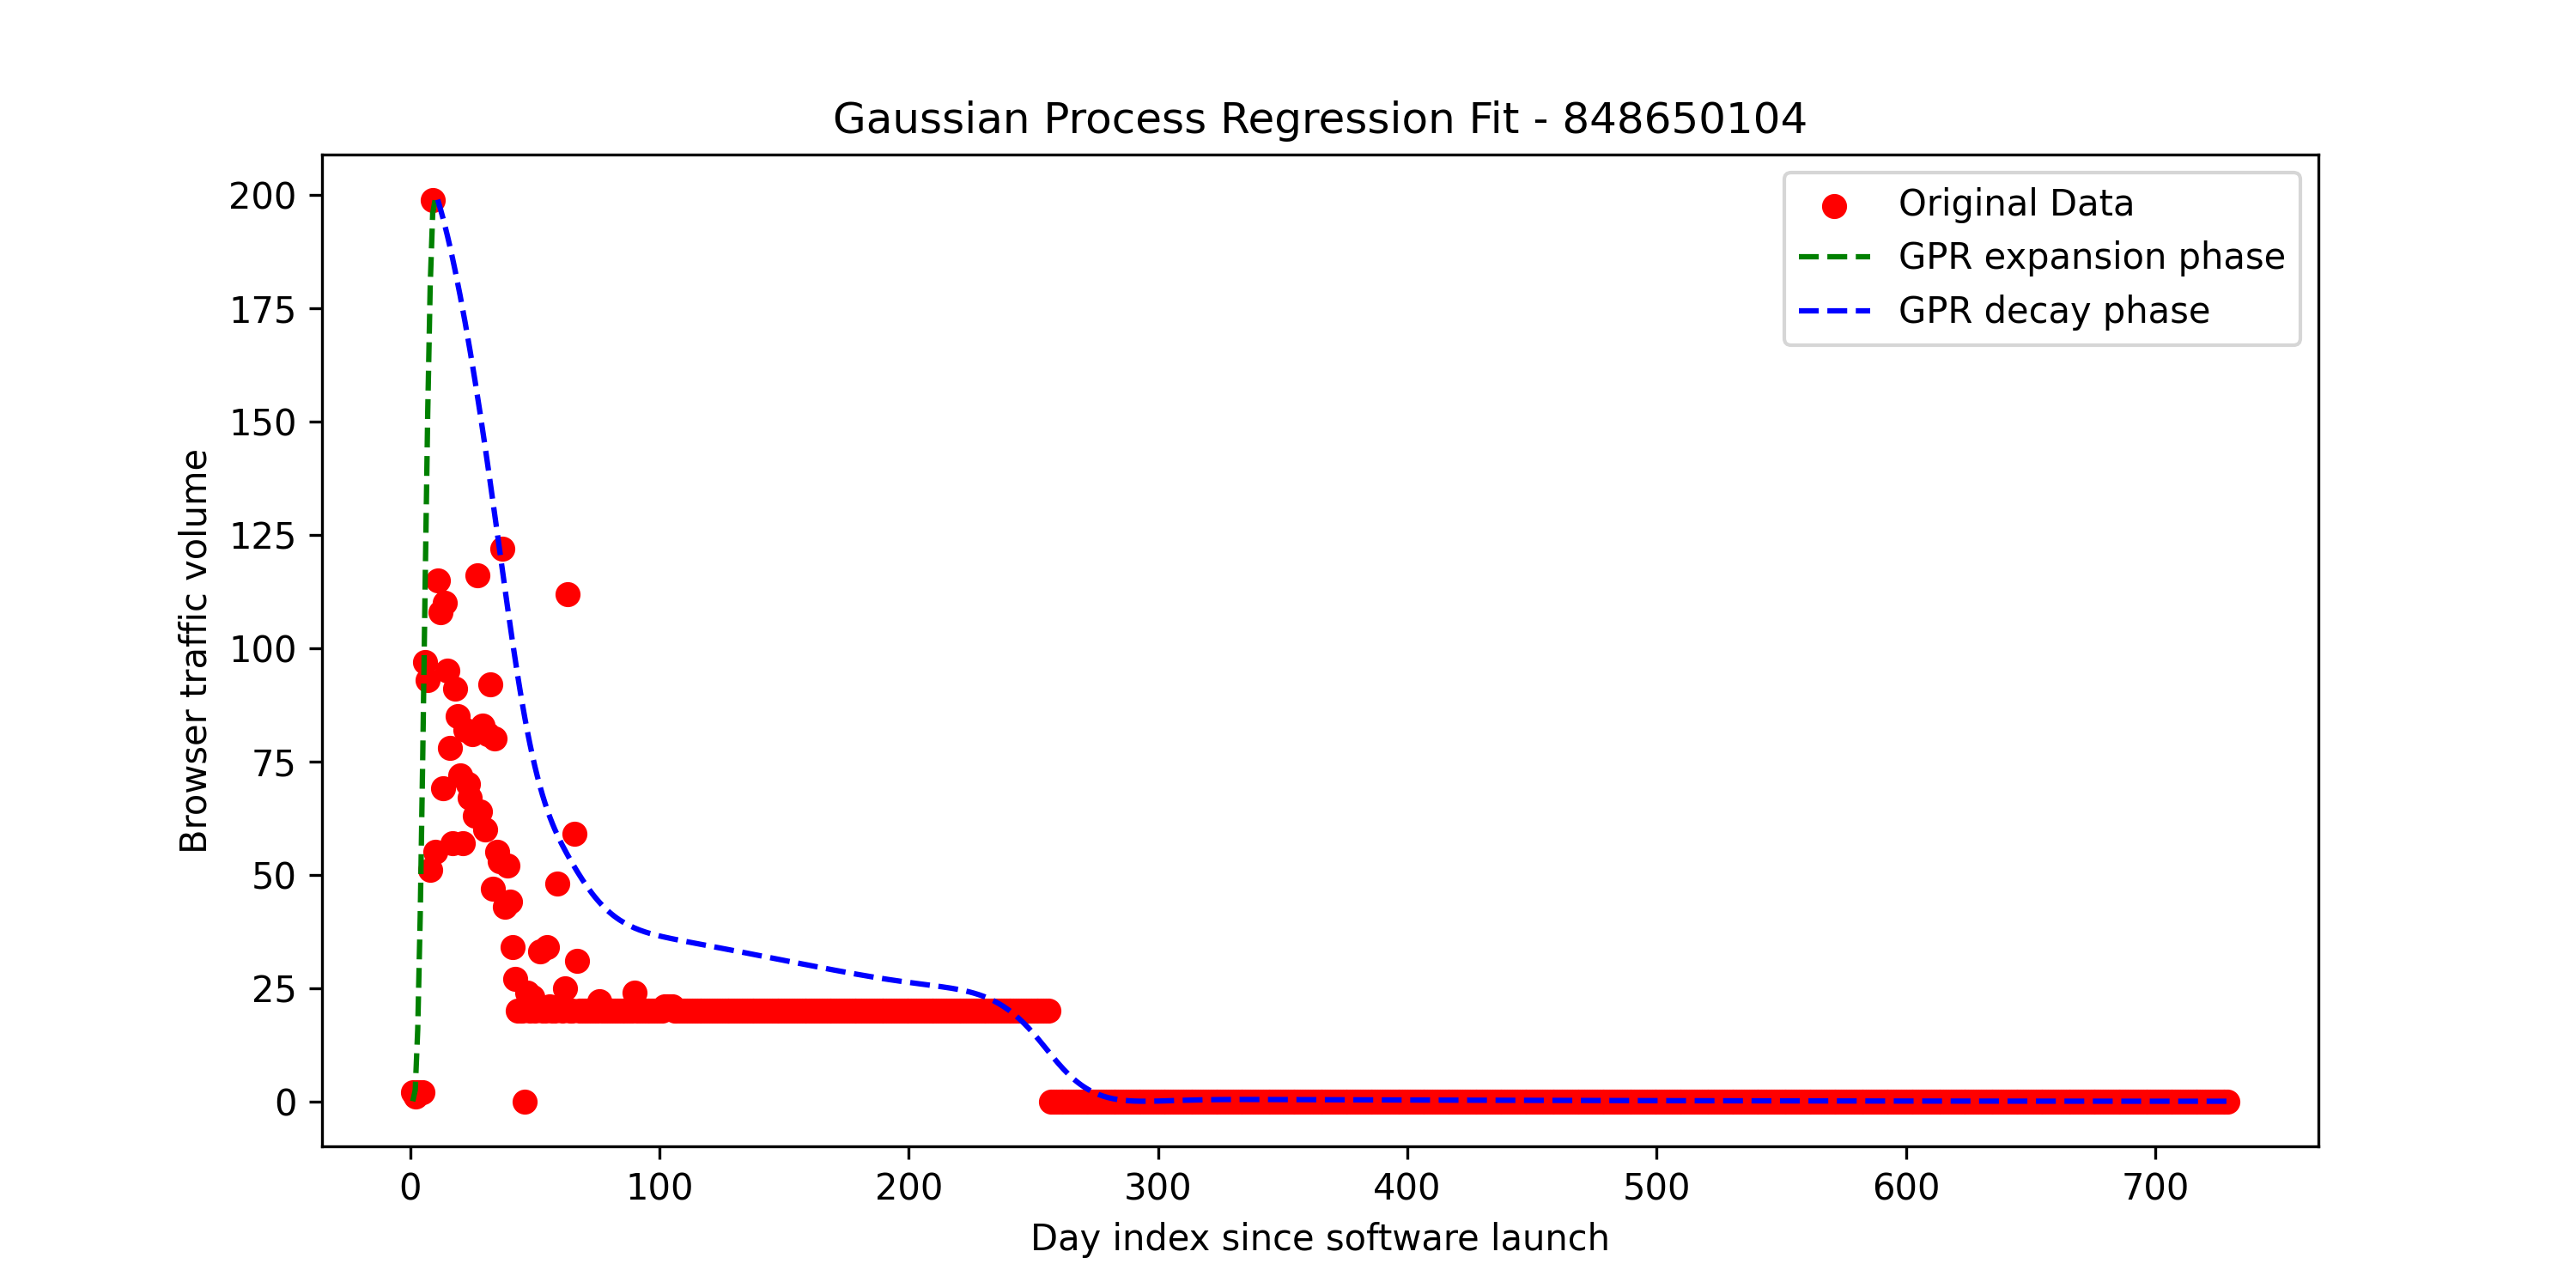 Gaussian Process Regression Fit - 848650104
Original Data
GPR expansion phase
GPR decay phase
Browser traffic volume
200
175
150
125
100
75
50
25
0
0 100 200 300 400 500 600 700
Day index since software launch